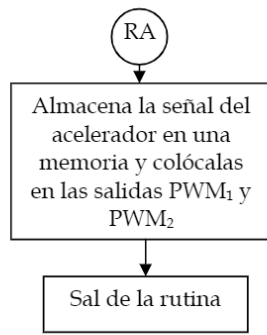 RA
Almacena la señal del
acelerador en una
memoria y colócalas
en las salidas PWM₁ y
PWM₂
Sal de la rutina